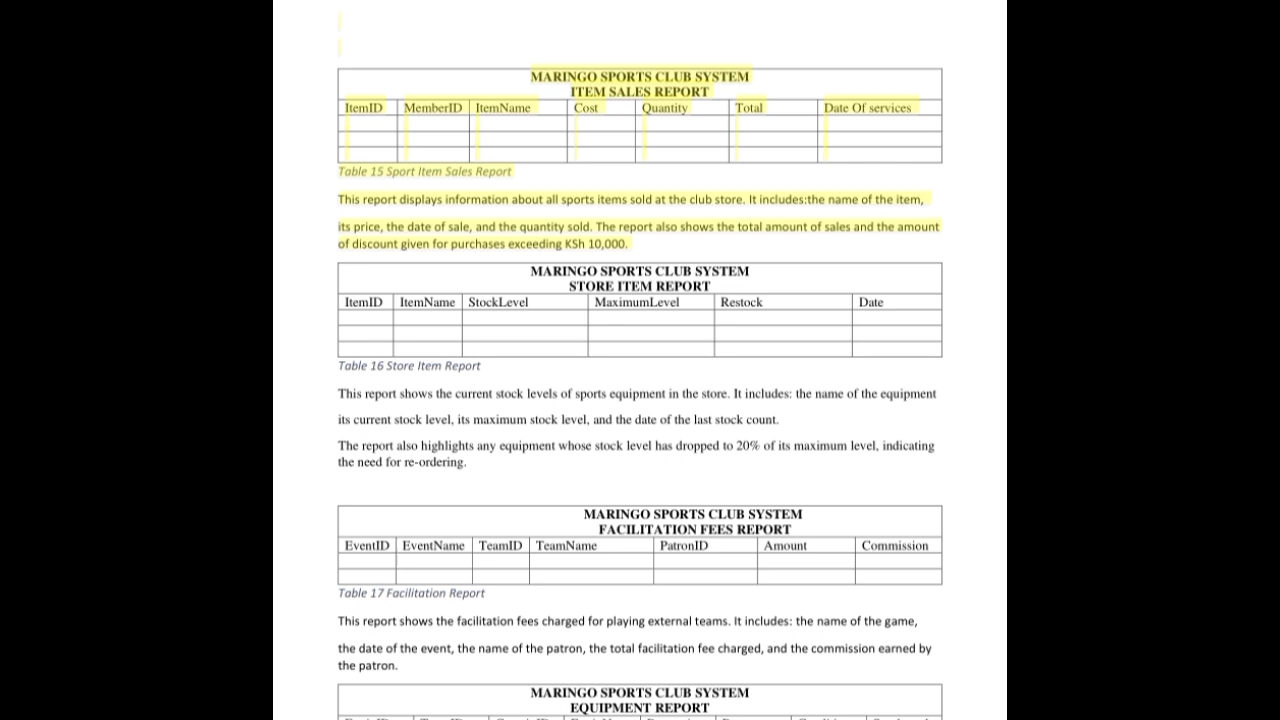 MARINGO SPORTS CLUB SYSTEM
ITEM SALES REPORT
ItemID MemberID ItemName Cost Quantity Total Date Of services
Table 15 Sport Item Sales Report
This report displays information about all sports items sold at the club store. It includes:the name of the item,
its price, the date of sale, and the quantity sold. The report also shows the total amount of sales and the amount
of discount given for purchases exceeding KSh 10,000.
MARINGO SPORTS CLUB SYSTEM
STORE ITEM REPORT
ItemID ItemName StockLevel MaximumLevel Restock Date
Table 16 Store Item Report
This report shows the current stock levels of sports equipment in the store. It includes: the name of the equipment
its current stock level, its maximum stock level, and the date of the last stock count.
The report also highlights any equipment whose stock level has dropped to 20% of its maximum level, indicating
the need for re-ordering.
MARINGO SPORTS CLUB SYSTEM
FACILITATION FEES REPORT
EventID EventName TeamID TeamName PatronID Amount Commission
Table 17 Facilitation Report
This report shows the facilitation fees charged for playing external teams. It includes: the name of the game,
the date of the event, the name of the patron, the total facilitation fee charged, and the commission earned by
the patron.
MARINGO SPORTS CLUB SYSTEM
EQUIPMENT REPORT